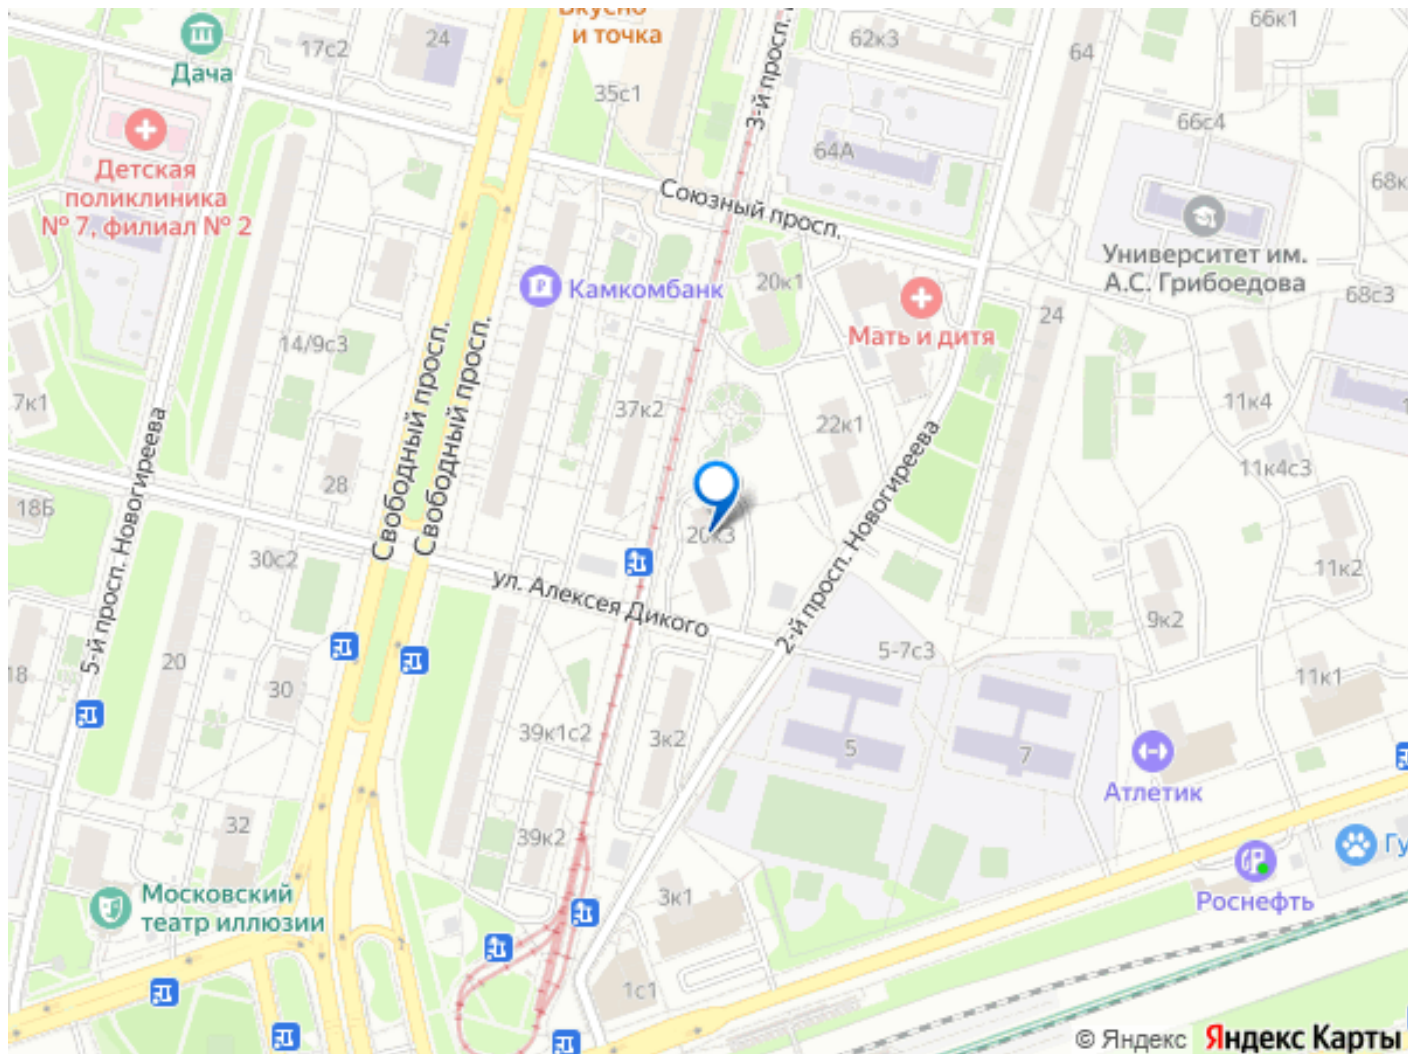 Вкусно
и точка
24
17с2
Дача
35с1
3-й просп.
62к3
66к1
64
66с4
64А
68к
Детская
поликлиника
№ 7, филиал № 2
Союзный просп.
Университет им.
А.С. Грибоедова
Камкомбанк
20к1
68с3
24
Мать и дитя
14/9с3
Свободный просп.
Свободный просп.
7к1
37к2
22к1
11к4
5-й просп. Новогиреева
2-й просп. Новогиреева
11к4с3
28
18Б
20к3
30с2
ул. Алексея Дикого
11к2
9к2
5-7с3
20
18
30
11к1
39к1с2
3к2
5
7
Атлетик
32
39к2
Гу
Московский
театр иллюзии
3к1
Роснефть
1с1
© Яндекс Яндекс Карты